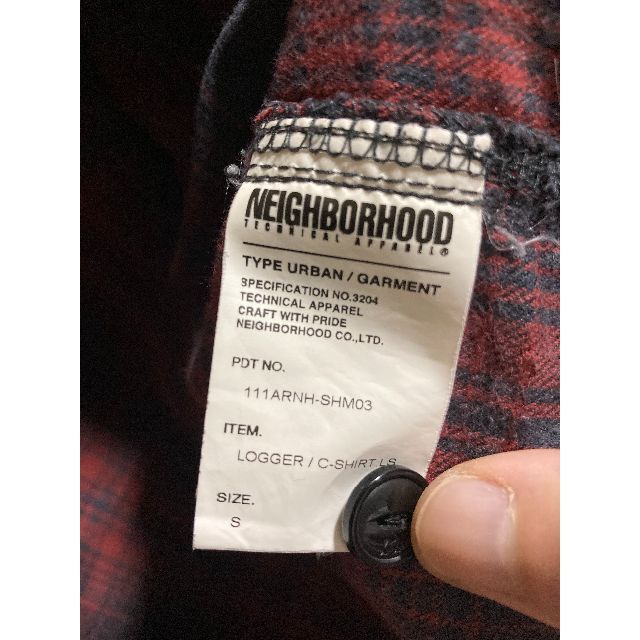 NEIGHBORHOOD
TECHNICAL APPAREL®
TYPE URBAN / GARMENT
SPECIFICATION NO.3204
TECHNICAL APPAREL
CRAFT WITH PRIDE
NEIGHBORHOOD CO.,LTD.
PDT NO.
111ARNH-SHM03
ITEM.
LOGGER / C-SHIRT.LS
SIZE.
S